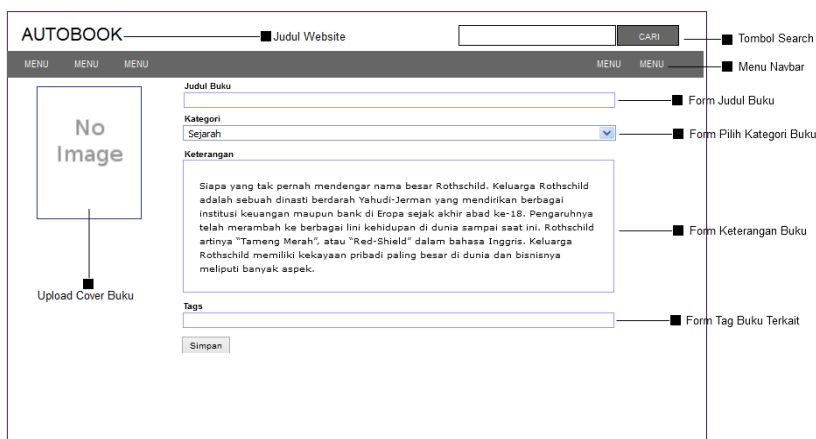 AUTOBOOK
Judul Website
CARI
Tombol Search
MENU MENU MENU MENU MENU
Menu Navbar
No
Image
Upload Cover Buku
Judul Buku
Form Judul Buku
Kategori
Sejarah
Form Pilih Kategori Buku
Keterangan
Siapa yang tak pernah mendengar nama besar Rothschild. Keluarga Rothschild
adalah sebuah dinasti berdarah Yahudi-Jerman yang mendirikan berbagai
institusi keuangan maupun bank di Eropa sejak akhir abad ke-18. Pengaruhnya
telah merambah ke berbagai lini kehidupan di dunia sampai saat ini. Rothschild
artinya “Tameng Merah”, atau “Red-Shield” dalam bahasa Inggris. Keluarga
Rothschild memiliki kekayaan pribadi paling besar di dunia dan bisnisnya
meliputi banyak aspek.
Form Keterangan Buku
Tags
Form Tag Buku Terkait
Simpan